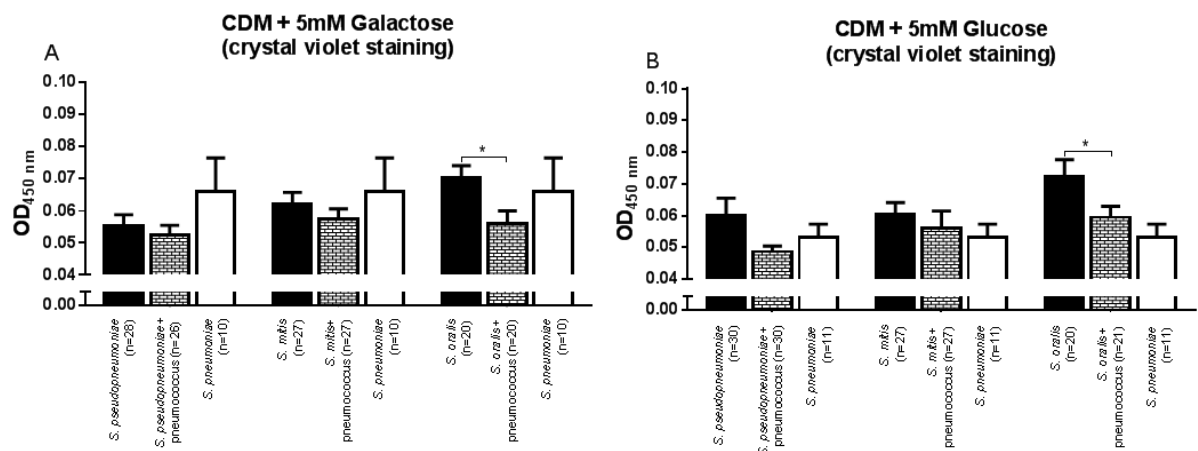 A
CDM + 5mM Galactose
(crystal violet staining)
0.10
0.09
0.08
0.07
0.06
0.05
0.04
0.00
OD450 nm
*
S. pseudopneumoniae
(n=28)
S. pseudopneumoniae+
pneumococcus (n=26)
S. pneumoniae
(n=10)
S. mitis
(n=27)
S. mitis+
pneumococcus (n=27)
S. pneumoniae
(n=10)
S. oralis
(n=20)
S. oralis+
pneumococcus (n=20)
S. pneumoniae
(n=10)
B
CDM + 5mM Glucose
(crystal violet staining)
0.10
0.09
0.08
0.07
0.06
0.05
0.04
0.00
OD450 nm
*
S. pseudopneumoniae
(n=30)
S. pseudopneumoniae+
pneumococcus (n=30)
S. pneumoniae
(n=11)
S. mitis
(n=27)
S. mitis+
pneumococcus (n=27)
S. pneumoniae
(n=11)
S. oralis
(n=20)
S. oralis+
pneumococcus (n=21)
S. pneumoniae
(n=11)